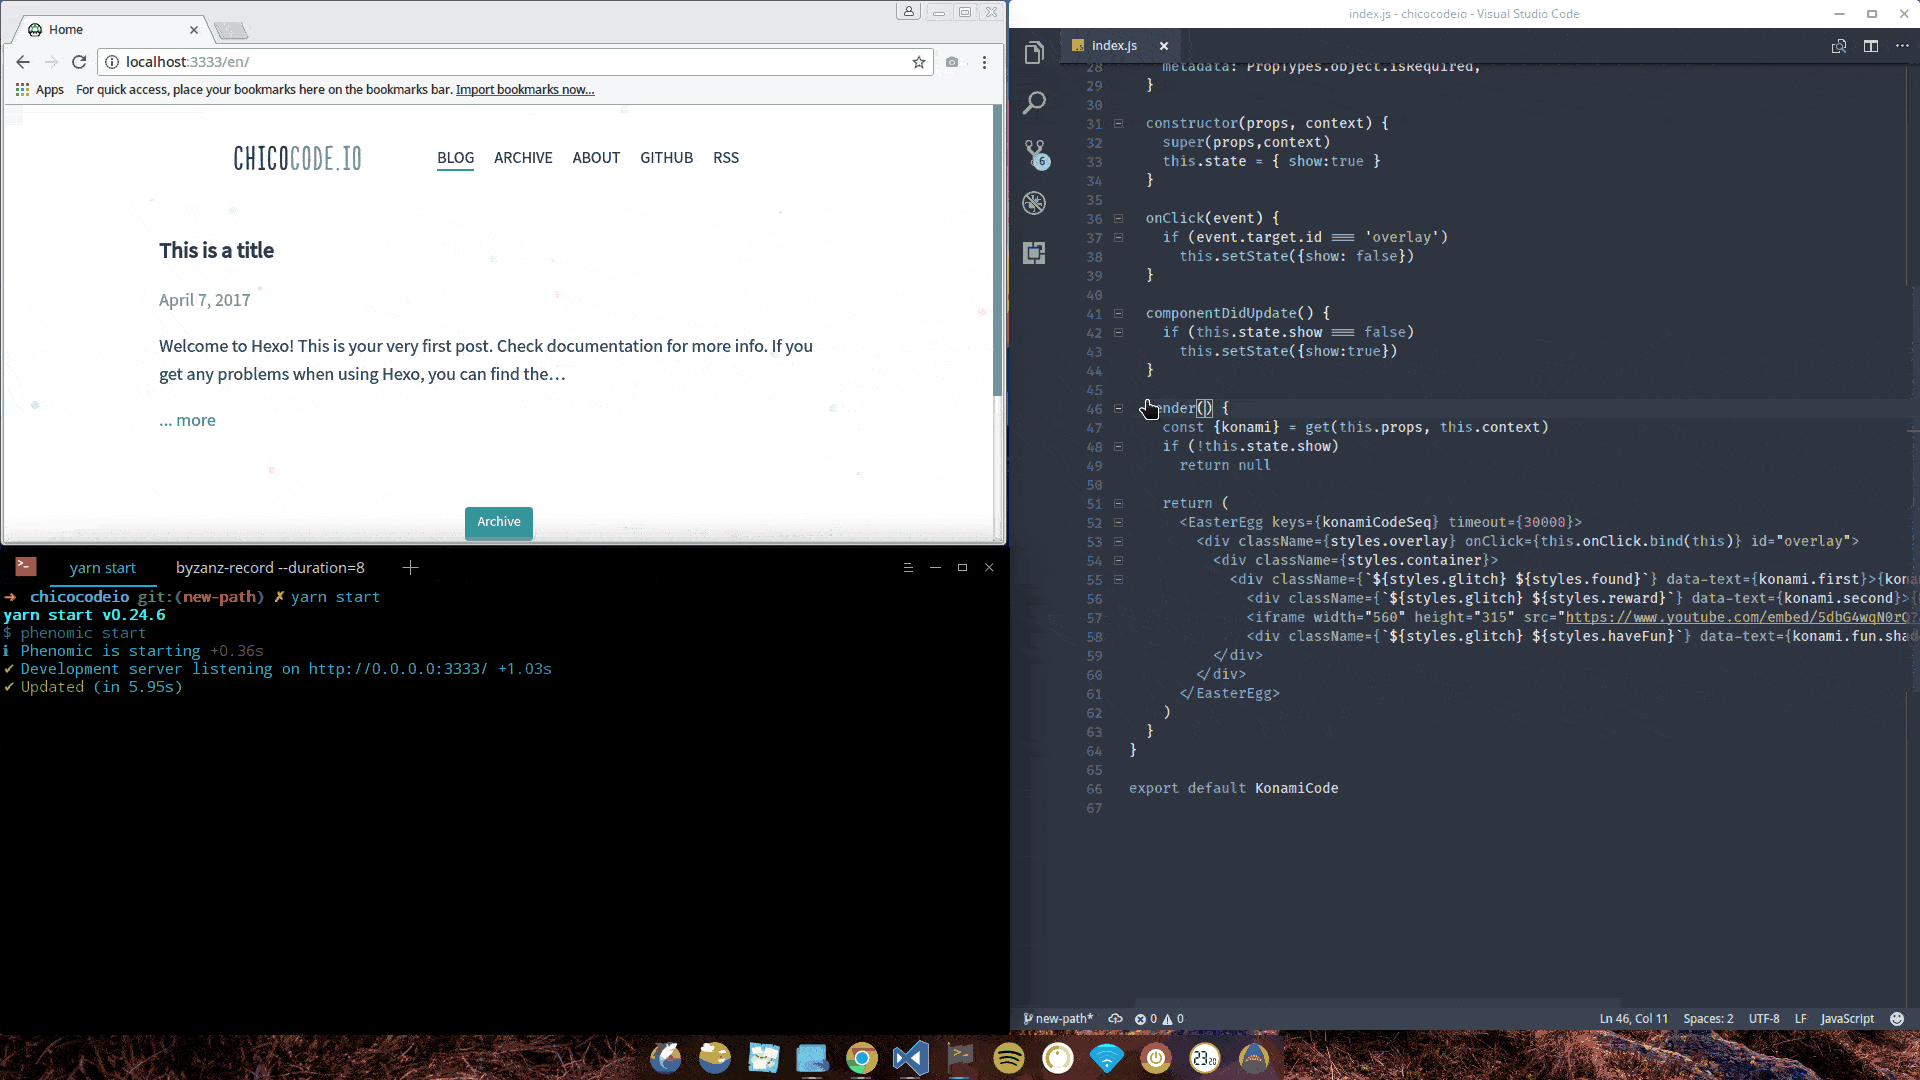 Home
localhost:3333/en/
Apps For quick access, place your bookmarks here on the bookmarks bar. Import bookmarks now...
CHICOCODE.IO BLOG ARCHIVE ABOUT GITHUB RSS
This is a title
April 7, 2017
Welcome to Hexo! This is your very first post. Check documentation for more info. If you
get any problems when using Hexo, you can find the…
... more
Archive
yarn start byzanz-record --duration=8
➜ chicocodeio git:(new-path) ✗ yarn start
yarn start v0.24.6
$ phenomic start
ℹ Phenomic is starting +0.36s
✔ Development server listening on http://0.0.0.0:3333/ +1.03s
✔ Updated (in 5.95s)
index.js - chicocodeio - Visual Studio Code
index.js
6
28 metadata: PropTypes.object.isRequired,
29 }
30
31 constructor(props, context) {
32 super(props,context)
33 this.state = { show:true }
34 }
35
36 onClick(event) {
37 if (event.target.id === 'overlay')
38 this.setState({show: false})
39 }
40
41 componentDidUpdate() {
42 if (this.state.show === false)
43 this.setState({show:true})
44 }
45
46 ender() {
47 const {konami} = get(this.props, this.context)
48 if (!this.state.show)
49 return null
50
51 return (
52 <EasterEgg keys={konamiCodeSeq} timeout={30000}>
53 <div className={styles.overlay} onClick={this.onClick.bind(this)} id="overlay">
54 <div className={styles.container}>
55 <div className={`${styles.glitch} ${styles.found}`} data-text={konami.first}>{kon
56 <div className={`${styles.glitch} ${styles.reward}`} data-text={konami.second}>
57 <iframe width="560" height="315" src="https://www.youtube.com/embed/5dbG4wqN0rQ
58 <div className={`${styles.glitch} ${styles.haveFun}`} data-text={konami.fun.sha
59 </div>
60 </div>
61 </EasterEgg>
62 )
63 }
64 }
65
66 export default KonamiCode
67
new-path* 0 0 Ln 46, Col 11 Spaces: 2 UTF-8 LF JavaScript
23 20